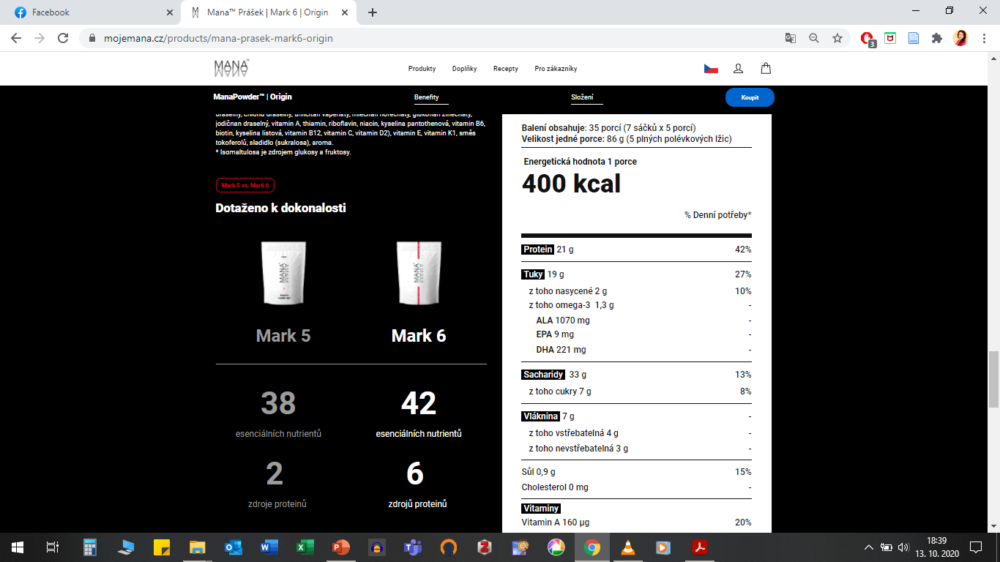 Facebook
Mana™ Prášek | Mark 6 | Origin
mojemana.cz/products/mana-prasek-mark6-origin
3
MANA™
Produkty
Doplňky
Recepty
Pro zákazníky
ManaPowder™ | Origin
Benefity
Složení
Koupit
draselný, chlorid draselný, uhličitan vápenatý, mléčnan hořečnatý, glukonan zinečnatý,
jodičnan draselný, vitamin A, thiamin, riboflavin, niacin, kyselina pantothenová, vitamin B6,
biotin, kyselina listová, vitamin B12, vitamin C, vitamin D2), vitamin E, vitamin K1, směs
tokoferolů, sladidlo (sukralosa), aroma.
* Isomaltulosa je zdrojem glukosy a fruktosy.
Mark 5 vs. Mark 6
Dotaženo k dokonalosti
MANA
MANA
Mark 5
Mark 6
38
42
esenciálních nutrientů
esenciálních nutrientů
2
6
zdroje proteinů
zdrojů proteinů
Balení obsahuje: 35 porcí (7 sáčků x 5 porcí)
Velikost jedné porce: 86 g (5 plných polévkových lžic)
Energetická hodnota 1 porce
400 kcal
% Denní potřeby*
Protein 21 g 42%
Tuky 19 g 27%
z toho nasycené 2 g 10%
z toho omega-3 1,3 g -
ALA 1070 mg -
EPA 9 mg -
DHA 221 mg -
Sacharidy 33 g 13%
z toho cukry 7 g 8%
Vláknina 7 g -
z toho vstřebatelná 4 g -
z toho nevstřebatelná 3 g -
Sůl 0,9 g 15%
Cholesterol 0 mg -
Vitaminy
Vitamin A 160 µg 20%
18:39
13. 10. 2020